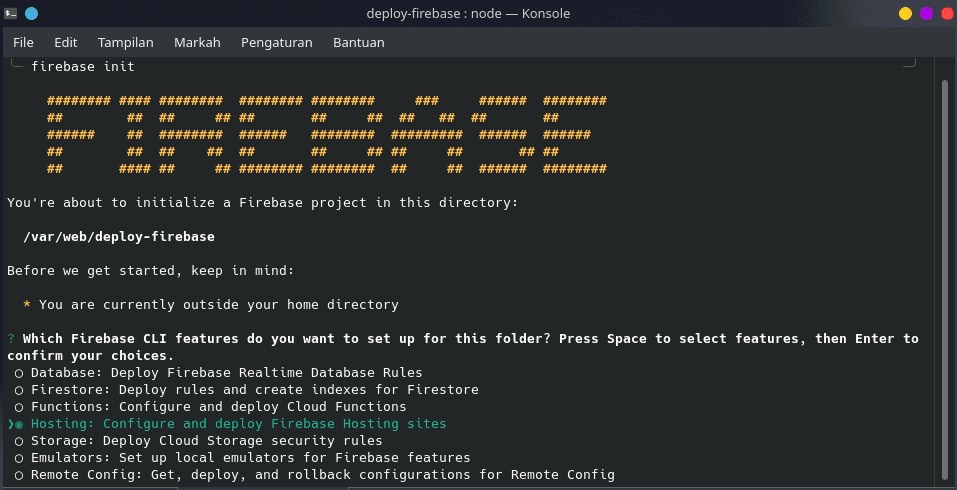 deploy-firebase : node — Konsole
File Edit Tampilan Markah Pengaturan Bantuan
firebase init
######## #### ########  ######## ########     ###     ######  ########
##        ##  ##     ## ##       ##     ##  ##   ##  ##       ##
######    ##  ########  ######   ########  #########  ######  ######
##        ##  ##    ##  ##       ##     ## ##     ##       ## ##
##       #### ##     ## ######## ########  ##     ##  ######  ########
You're about to initialize a Firebase project in this directory:
/var/web/deploy-firebase
Before we get started, keep in mind:
* You are currently outside your home directory
? Which Firebase CLI features do you want to set up for this folder? Press Space to select features, then Enter to
confirm your choices.
○ Database: Deploy Firebase Realtime Database Rules
○ Firestore: Deploy rules and create indexes for Firestore
○ Functions: Configure and deploy Cloud Functions
❯◉ Hosting: Configure and deploy Firebase Hosting sites
○ Storage: Deploy Cloud Storage security rules
○ Emulators: Set up local emulators for Firebase features
○ Remote Config: Get, deploy, and rollback configurations for Remote Config